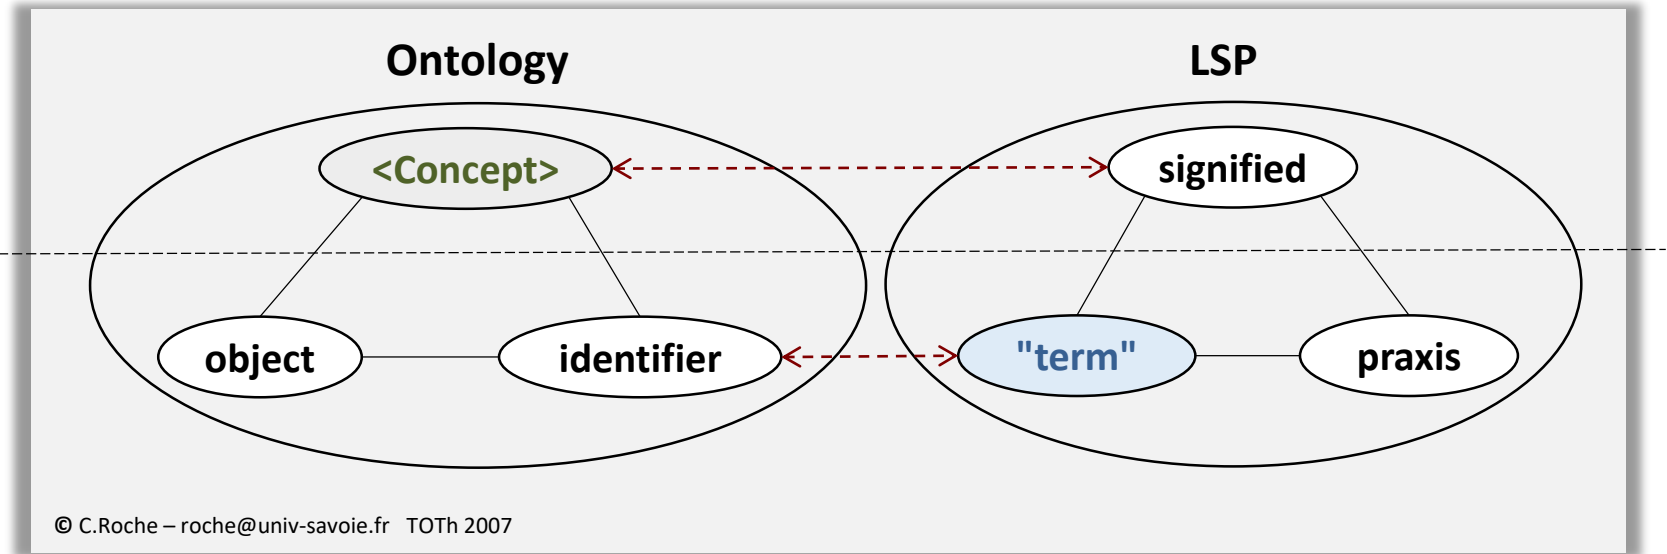 Ontology
LSP
<Concept>
signified
object
identifier
"term"
praxis
© C.Roche – roche@univ-savoie.fr TOTh 2007